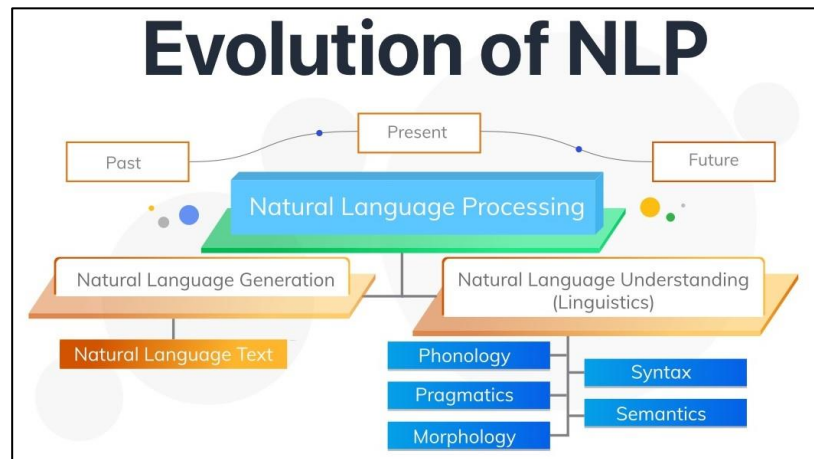 Evolution of NLP
Past
Present
Future
Natural Language Processing
Natural Language Generation
Natural Language Understanding
(Linguistics)
Natural Language Text
Phonology
Pragmatics
Morphology
Syntax
Semantics